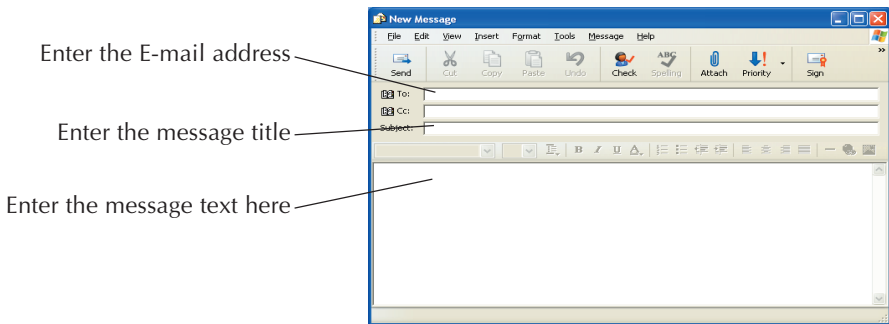 New Message
File Edit View Insert Format Tools Message Help
Send Cut Copy Paste Undo Check ABC Spelling Attach Priority Sign
Enter the E-mail address
To:
Cc:
Enter the message title
Subject:
B I U A
Enter the message text here